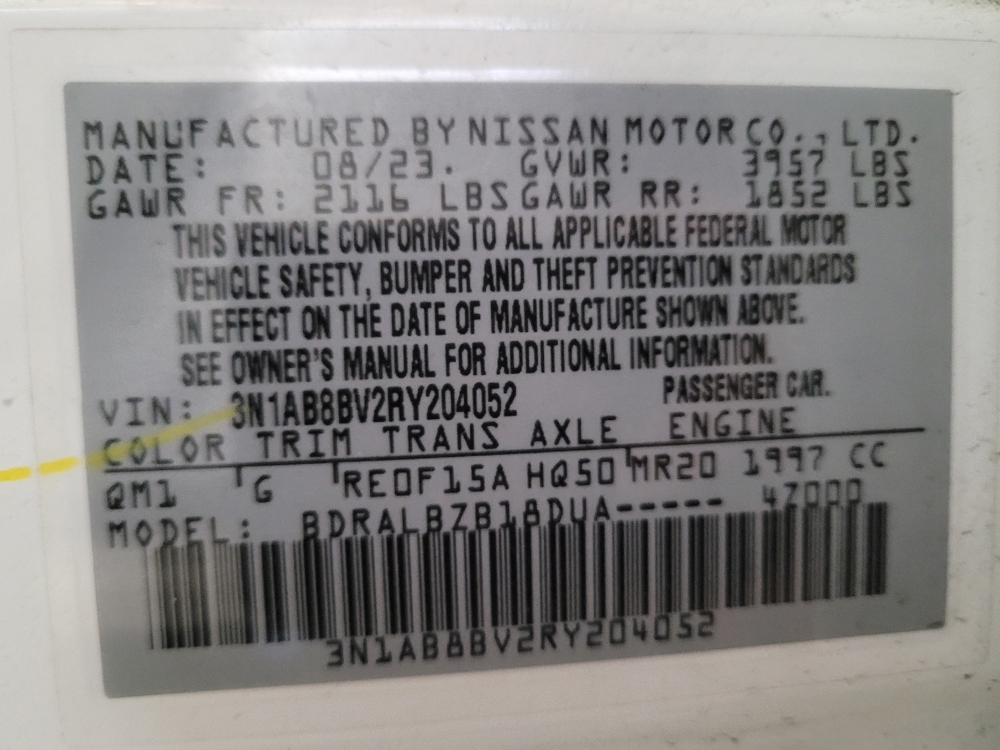 MANUFACTURED BY NISSAN MOTOR CO., LTD.
DATE: 08/23. GVWR: 3957 LBS
GAWR FR: 2116 LBS GAWR RR: 1852 LBS
THIS VEHICLE CONFORMS TO ALL APPLICABLE FEDERAL MOTOR
VEHICLE SAFETY, BUMPER AND THEFT PREVENTION STANDARDS
IN EFFECT ON THE DATE OF MANUFACTURE SHOWN ABOVE.
SEE OWNER'S MANUAL FOR ADDITIONAL INFORMATION.
VIN: 3N1AB8BV2RY204052 PASSENGER CAR.
COLOR TRIM TRANS AXLE ENGINE
QM1 G RE0F15A HQ50 MR20 1997 CC
MODEL: BDRALBZB18DUA----- 4Z000
3N1AB8BV2RY204052